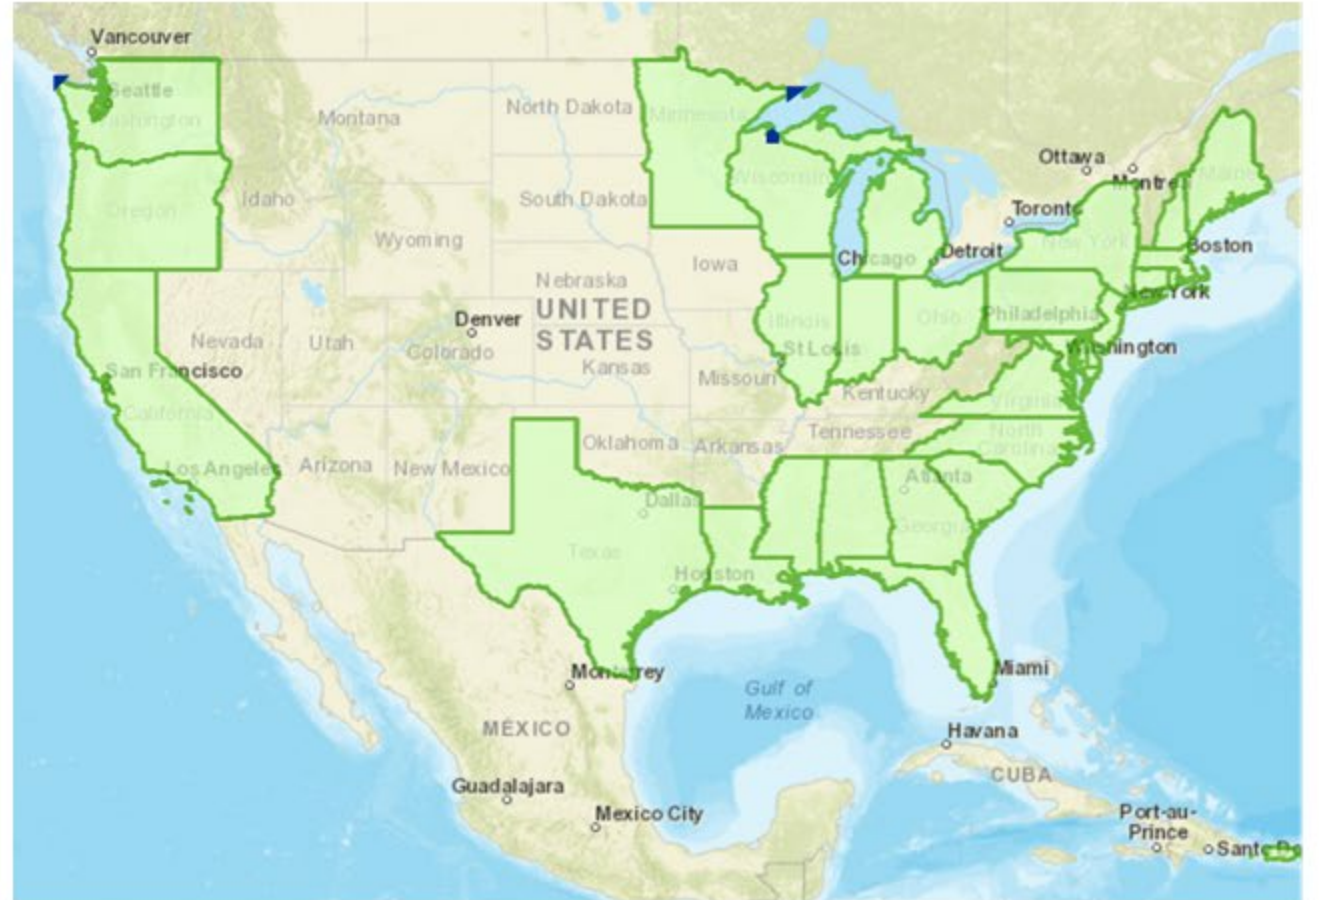 Vancouver
Seattle
Washington
Montana
North Dakota
Minnesota
Ottawa
Montre
Maine
Oregon
Idaho
South Dakota
Wisconsin
Toronto
Wyoming
New York
Boston
Iowa
Chicago
Detroit
Nebraska
UNITED
STATES
New York
Denver
Illinois
Ohio
Philadelphia
Nevada
Utah
Colorado
Kansas
St Louis
Washington
San Francisco
Missouri
Kentucky
California
Virginia
Oklahoma
Arkansas
Tennessee
North
Carolina
Los Angeles
Arizona
New Mexico
Atlanta
Dallas
Georgia
Texas
Houston
Monterrey
Miami
Gulf of
Mexico
MÉXICO
Havana
CUBA
Guadalajara
Mexico City
Port-au-
Prince
Santo Do